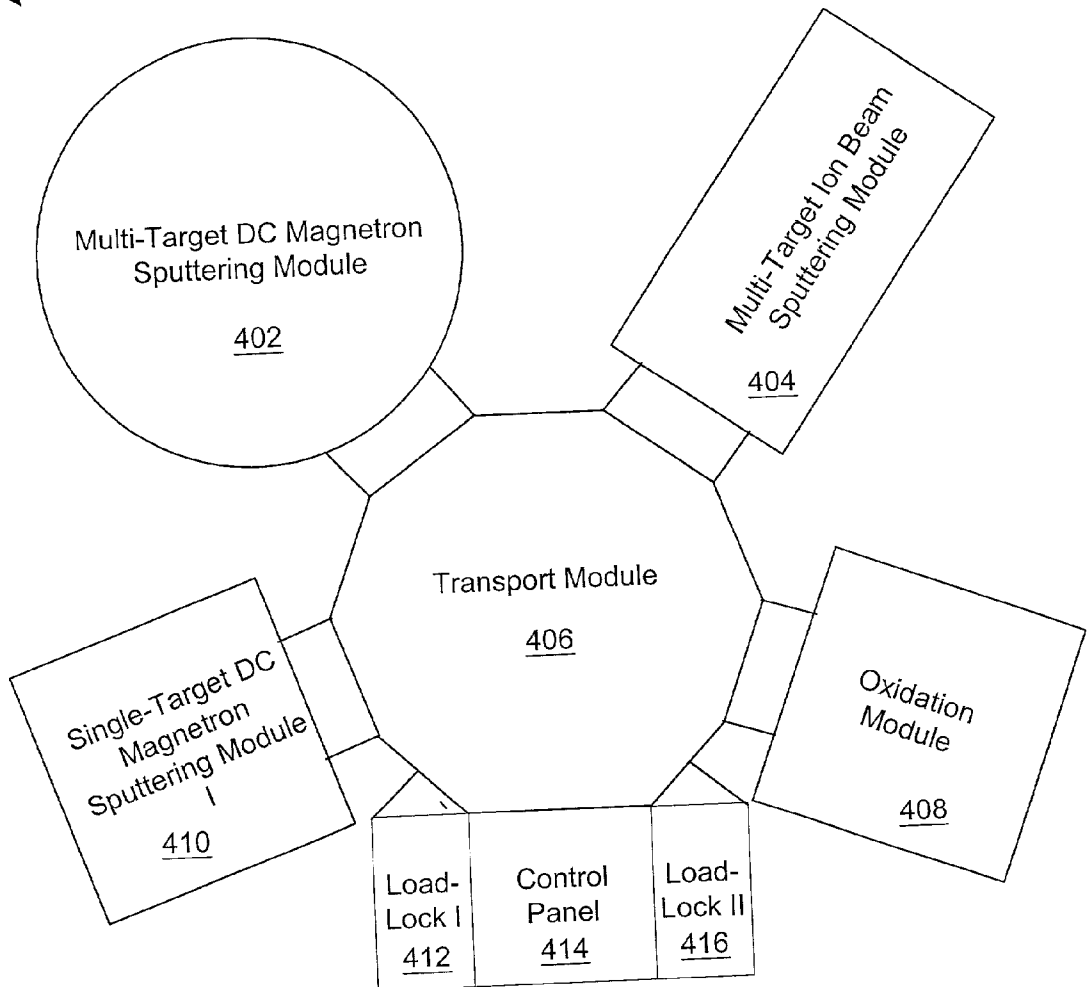 Multi-Target DC Magnetron
Sputtering Module
402
Multi-Target Ion Beam
Sputtering Module
404
Transport Module
406
Single-Target DC
Magnetron
Sputtering Module
I
410
Oxidation
Module
408
Load-
Lock I
412
Control
Panel
414
Load-
Lock II
416